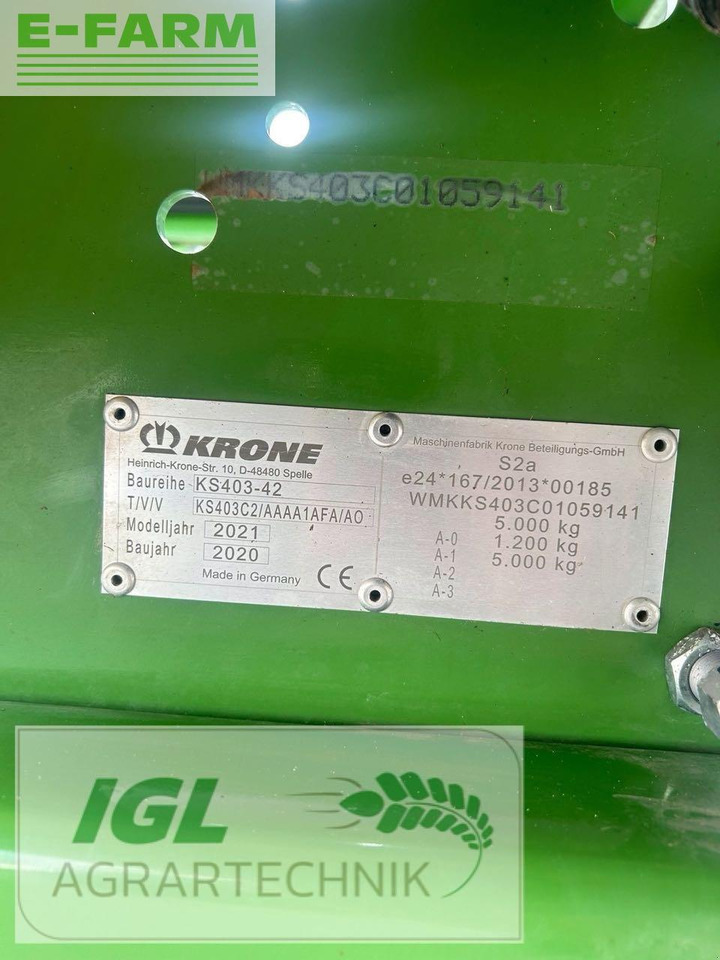 E-FARM
WMKKS403C01059141
KRONE
Heinrich-Krone-Str. 10, D-48480 Spelle
Baureihe KS403-42
T/V/V KS403C2/AAAA1AFA/AO
Modelljahr 2021
Baujahr 2020
Made in Germany CE
Maschinenfabrik Krone Beteiligungs-GmbH
S2a
e24*167/2013*00185
WMKKS403C01059141
5.000 kg
A-0 1.200 kg
A-1 5.000 kg
A-2
A-3
IGL
AGRARTECHNIK